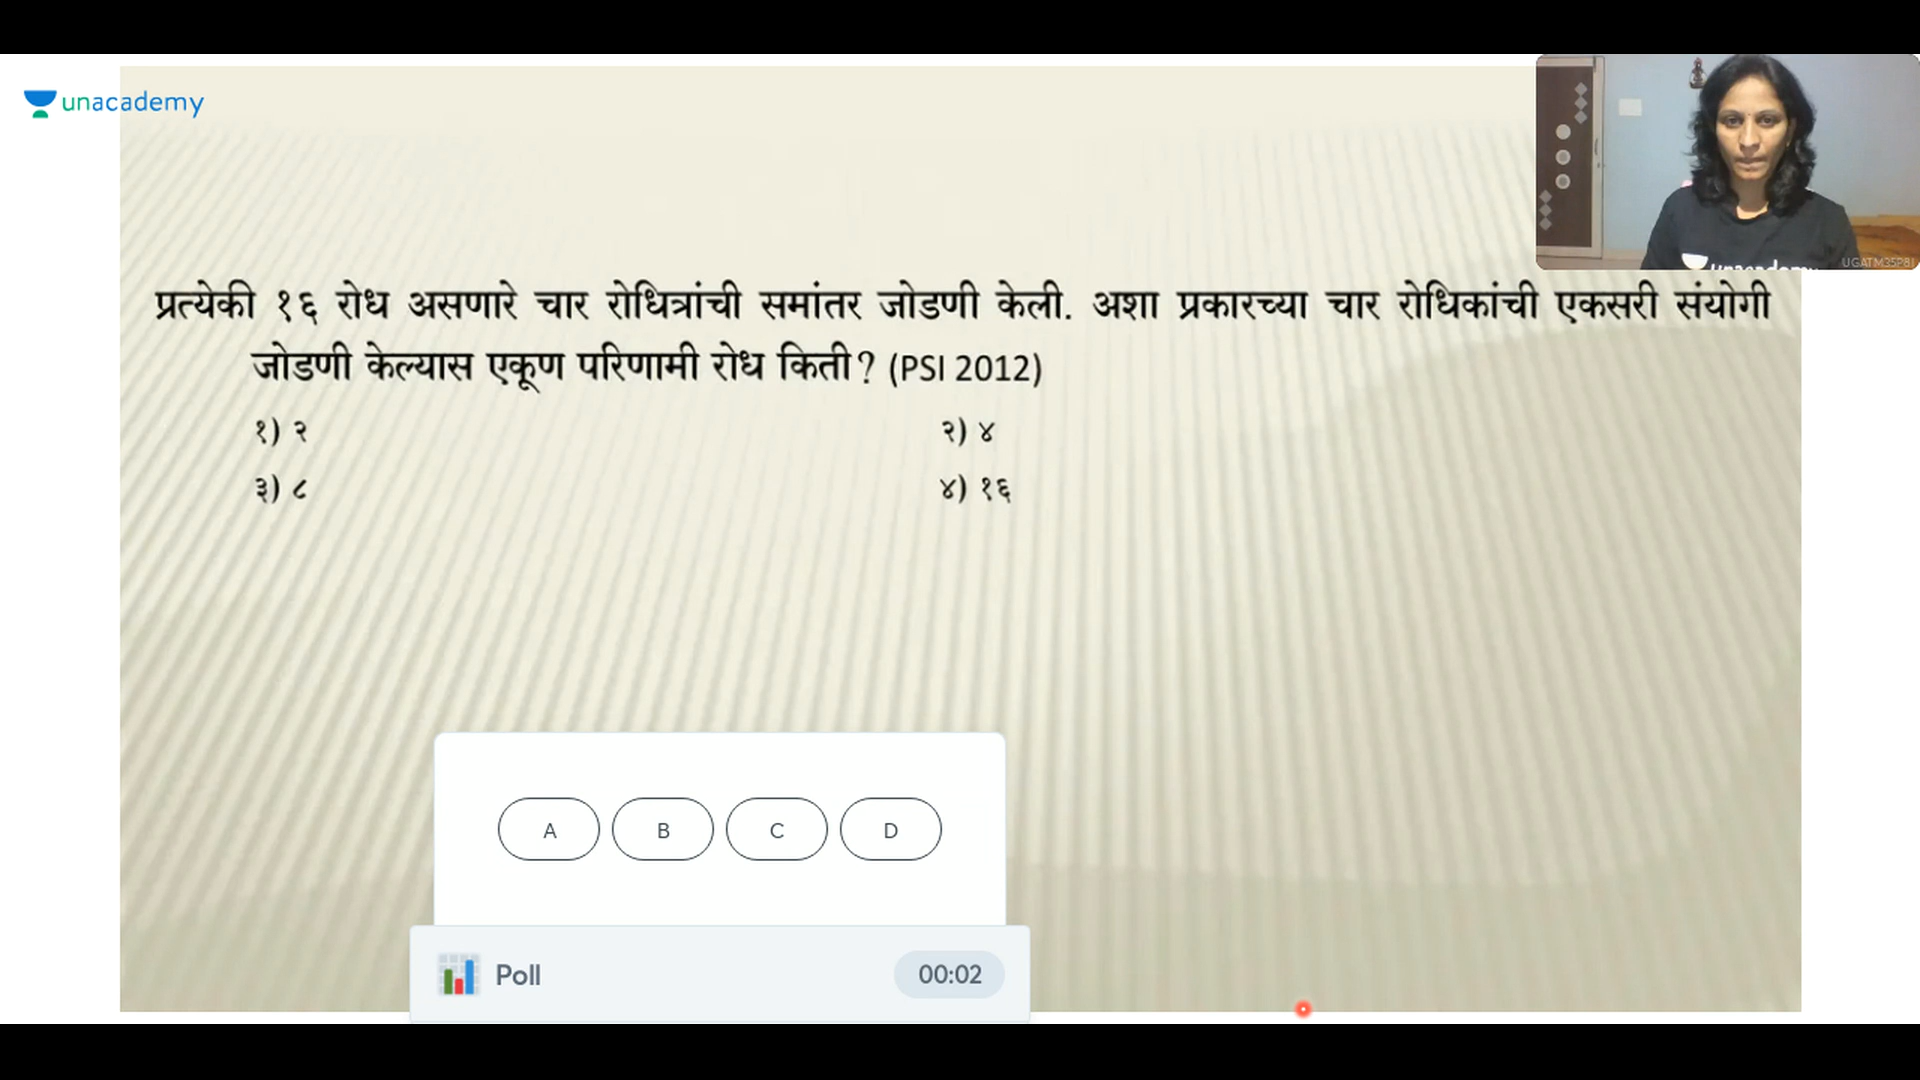 unacademy
UGATM35P8I
प्रत्येकी १६ रोध असणारे चार रोधित्रांची समांतर जोडणी केली. अशा प्रकारच्या चार रोधिकांची एकसरी संयोगी
जोडणी केल्यास एकूण परिणामी रोध किती? (PSI 2012)
१) २ २) ४
३) ८ ४) १६
A B C D
Poll 00:02